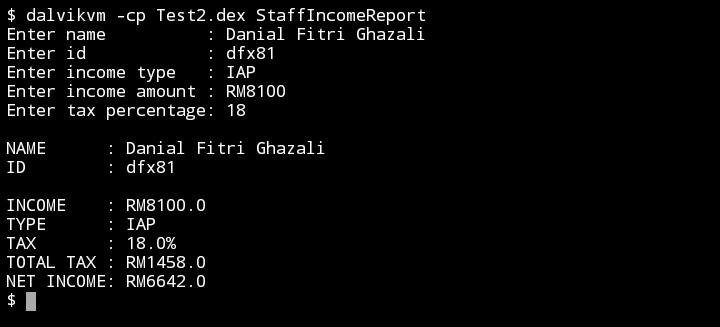 $ dalvikvm -cp Test2.dex StaffIncomeReport
Enter name          : Danial Fitri Ghazali
Enter id            : dfx81
Enter income type   : IAP
Enter income amount : RM8100
Enter tax percentage: 18

NAME      : Danial Fitri Ghazali
ID        : dfx81

INCOME    : RM8100.0
TYPE      : IAP
TAX       : 18.0%
TOTAL TAX : RM1458.0
NET INCOME: RM6642.0
$